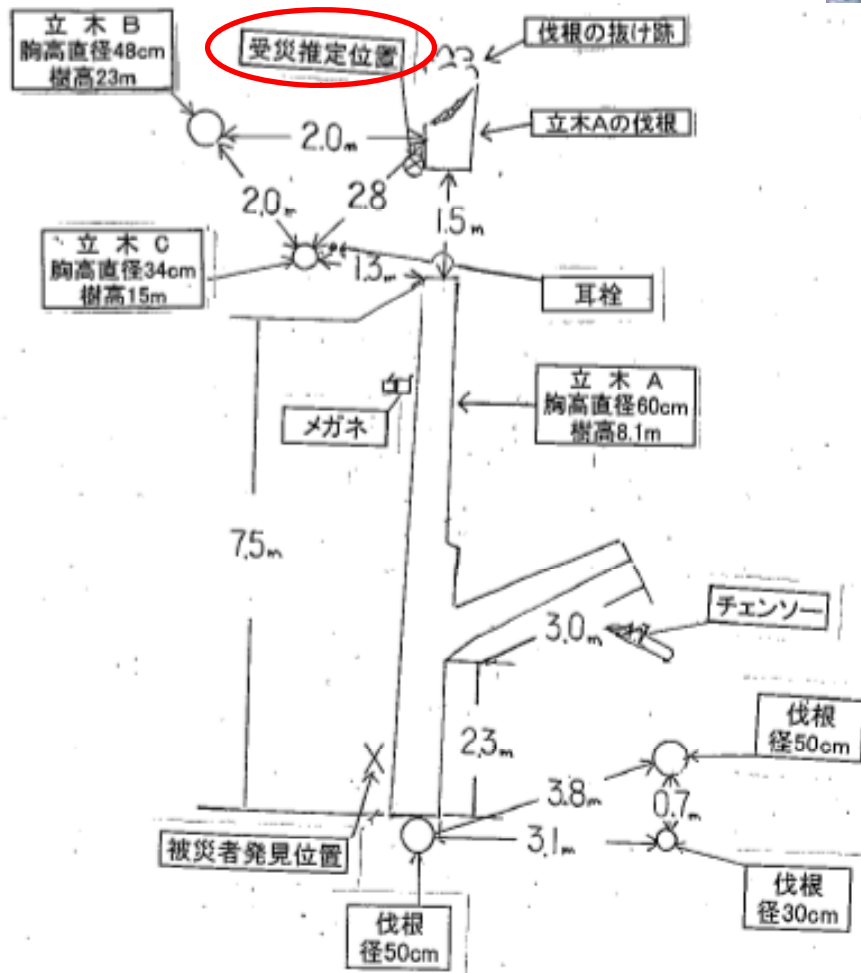 立 木 B
胸高直径48cm
樹高23m
受災推定位置
伐根の抜け跡
立木Aの伐根
2.0m
2.0m
2.8
1.5m
立 木 C
胸高直径34cm
樹高15m
1.3m
耳栓
立 木 A
胸高直径60cm
樹高8.1m
メガネ
7.5m
チェンソー
3.0m
2.3m
伐根
径50cm
3.8m
0.7m
3.1m
被災者発見位置
伐根
径50cm
伐根
径30cm